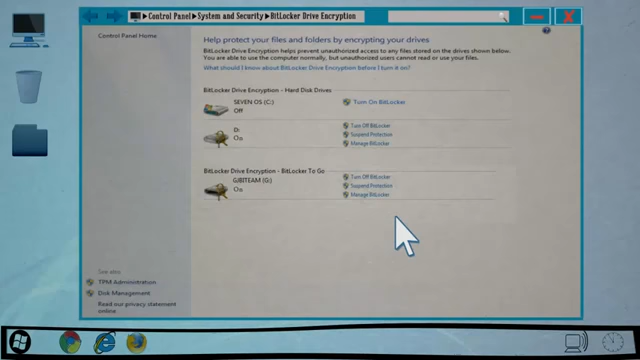 Control Panel System and Security BitLocker Drive Encryption
Control Panel Home
Help protect your files and folders by encrypting your drives
BitLocker Drive Encryption helps prevent unauthorized access to any files stored on the drives shown below.
You are able to use the computer normally, but unauthorized users cannot read or use your files.
What should I know about BitLocker Drive Encryption before I turn it on?
BitLocker Drive Encryption - Hard Disk Drives
SEVEN OS (C:)
Off
Turn On BitLocker
D:
On
Turn Off BitLocker
Suspend Protection
Manage BitLocker
BitLocker Drive Encryption - BitLocker To Go
GJBITEAM (G:)
On
Turn Off BitLocker
Suspend Protection
Manage BitLocker
See also
TPM Administration
Disk Management
Read our privacy statement
online